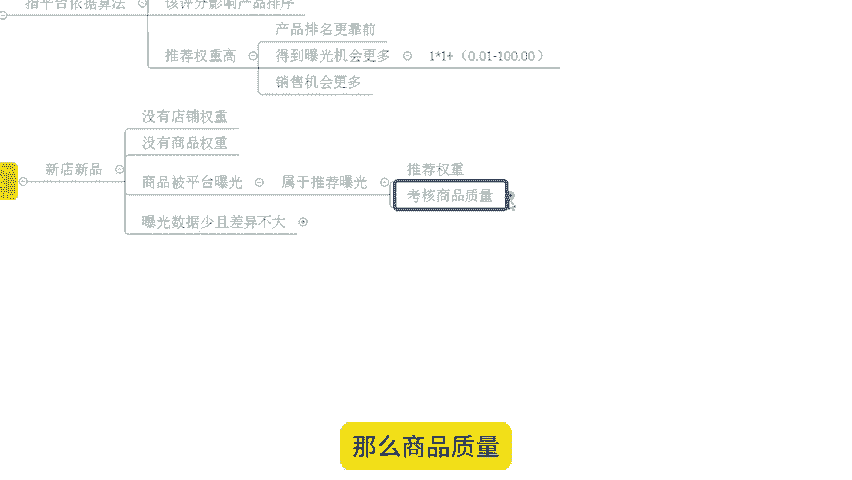 指平台依据算法
该评分影响产品排序
产品排名更靠前
推荐权重高
得到曝光机会更多
1*1+（0.01-100.00）
销售机会更多
没有店铺权重
没有商品权重
新店新品
商品被平台曝光
属于推荐曝光
推荐权重
考核商品质量
曝光数据少且差异不大
那么商品质量